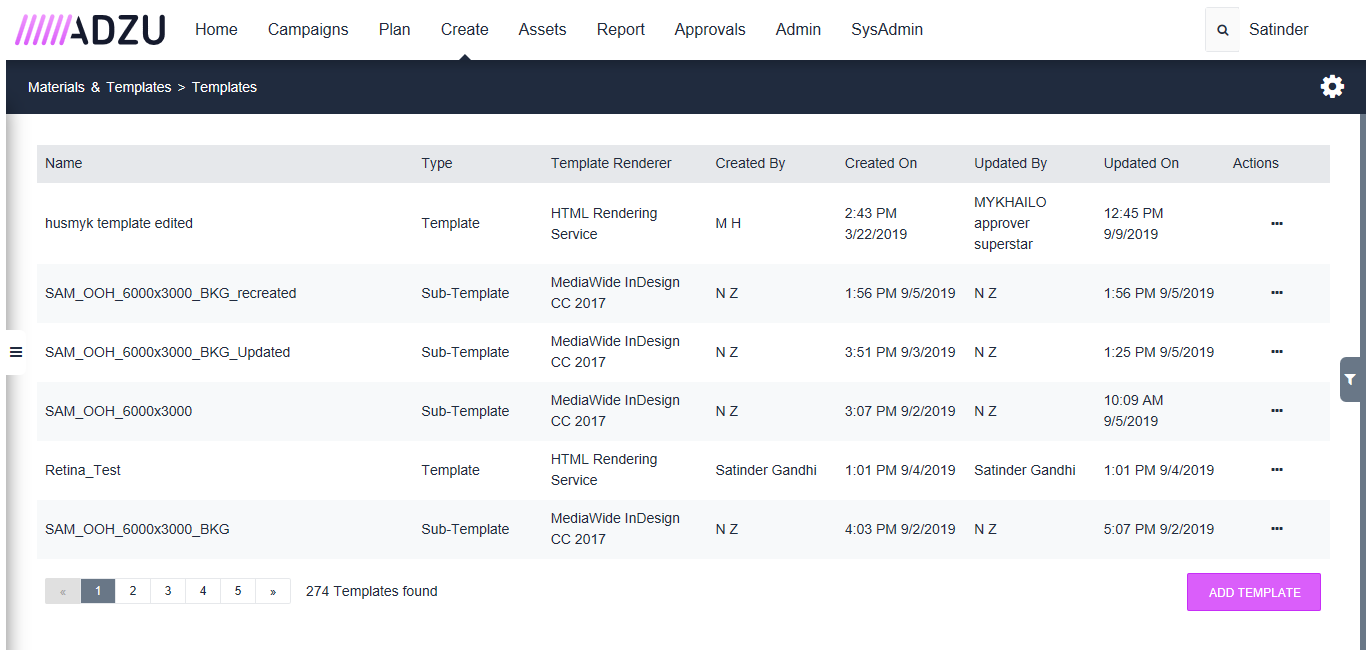 ADZU Home Campaigns Plan Create Assets Report Approvals Admin SysAdmin Satinder
Materials & Templates > Templates
Name Type Template Renderer Created By Created On Updated By Updated On Actions
husmyk template edited Template HTML Rendering Service M H 2:43 PM 3/22/2019 MYKHAILO approver superstar 12:45 PM 9/9/2019 ...
SAM_OOH_6000x3000_BKG_recreated Sub-Template MediaWide InDesign CC 2017 N Z 1:56 PM 9/5/2019 N Z 1:56 PM 9/5/2019 ...
SAM_OOH_6000x3000_BKG_Updated Sub-Template MediaWide InDesign CC 2017 N Z 3:51 PM 9/3/2019 N Z 1:25 PM 9/5/2019 ...
SAM_OOH_6000x3000 Sub-Template MediaWide InDesign CC 2017 N Z 3:07 PM 9/2/2019 N Z 10:09 AM 9/5/2019 ...
Retina_Test Template HTML Rendering Service Satinder Gandhi 1:01 PM 9/4/2019 Satinder Gandhi 1:01 PM 9/4/2019 ...
SAM_OOH_6000x3000_BKG Sub-Template MediaWide InDesign CC 2017 N Z 4:03 PM 9/2/2019 N Z 5:07 PM 9/2/2019 ...
« 1 2 3 4 5 » 274 Templates found ADD TEMPLATE